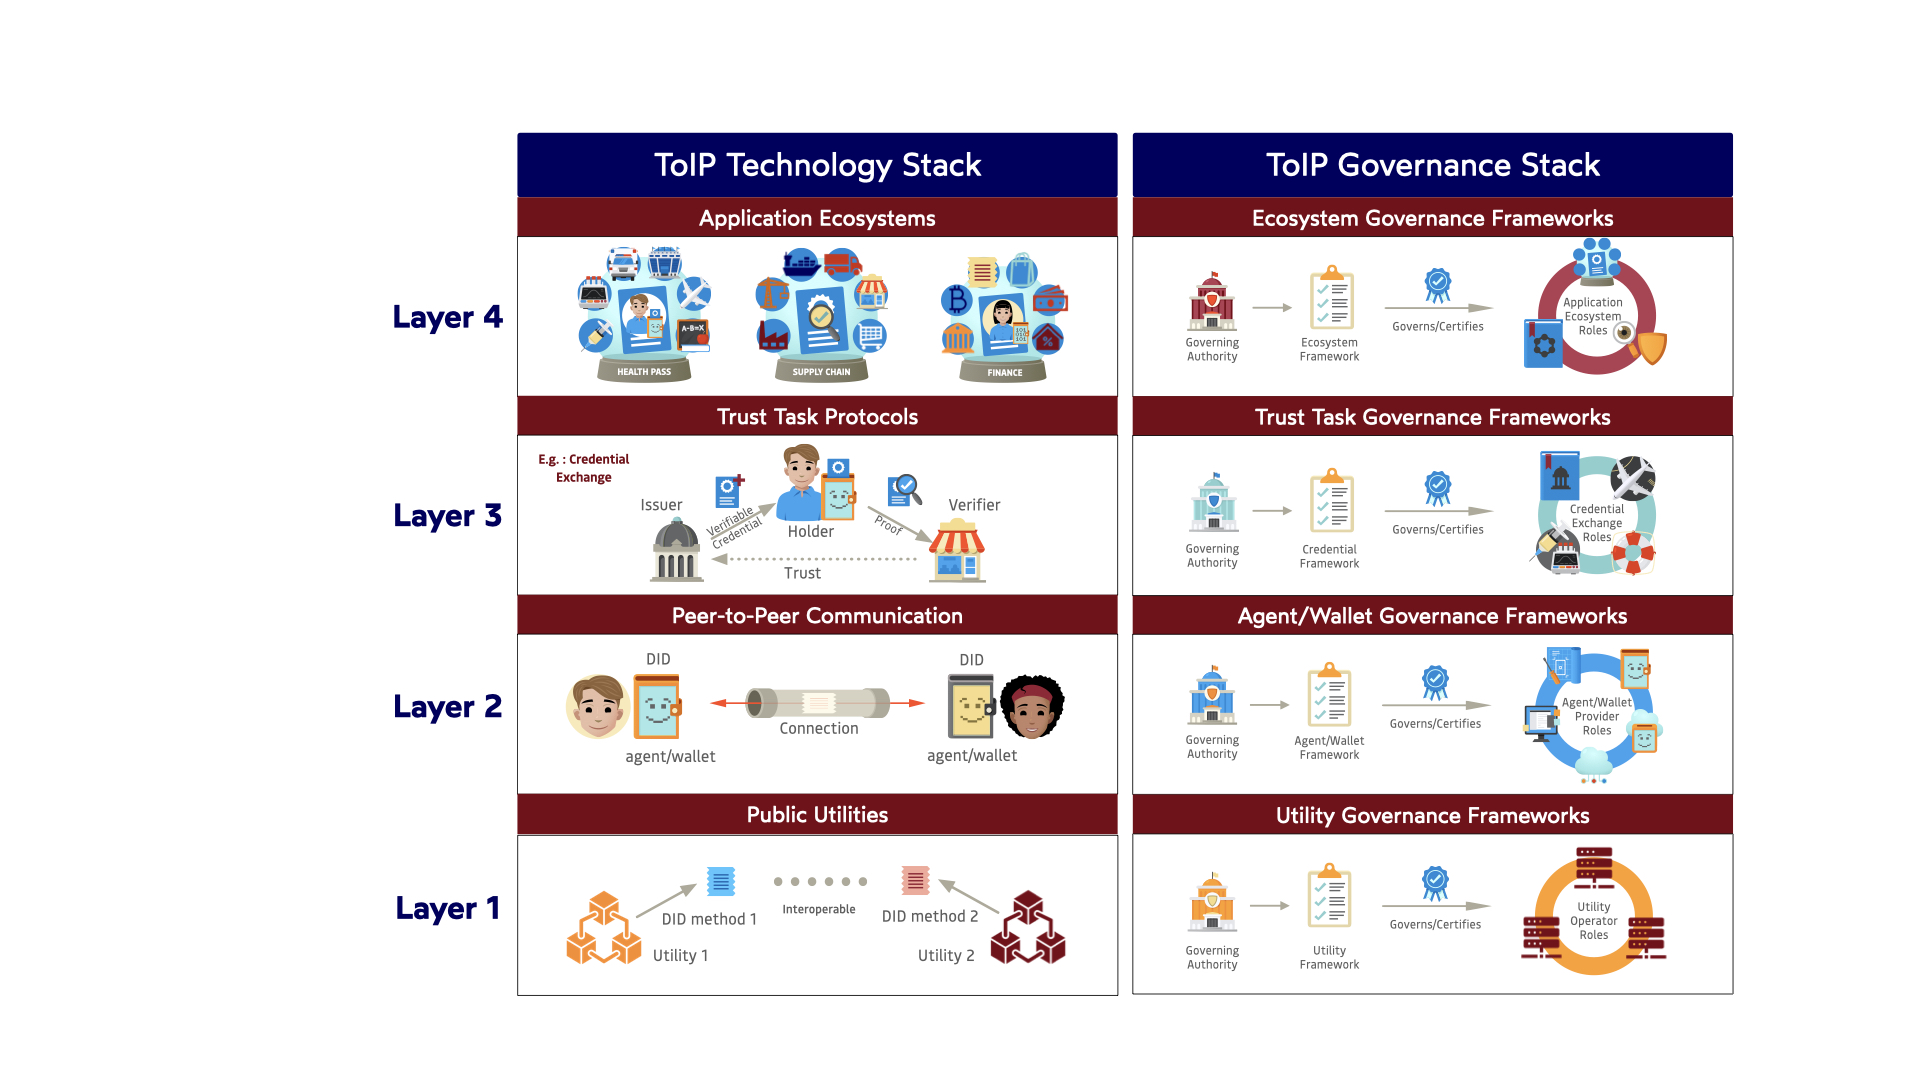 ToIP Technology Stack
ToIP Governance Stack
Application Ecosystems
Ecosystem Governance Frameworks
Layer 4
HEALTH PASS
SUPPLY CHAIN
FINANCE
A-B=X
Governing
Authority
Ecosystem
Framework
Governs/Certifies
Application
Ecosystem
Roles
Trust Task Protocols
Trust Task Governance Frameworks
Layer 3
E.g. : Credential
Exchange
Issuer
Verifiable
Credential
Holder
Proof
Verifier
Trust
Governing
Authority
Credential
Framework
Governs/Certifies
Credential
Exchange
Roles
Peer-to-Peer Communication
Agent/Wallet Governance Frameworks
Layer 2
DID
agent/wallet
Connection
DID
agent/wallet
Governing
Authority
Agent/Wallet
Framework
Governs/Certifies
Agent/Wallet
Provider
Roles
Public Utilities
Utility Governance Frameworks
Layer 1
Utility 1
DID method 1
Interoperable
DID method 2
Utility 2
Governing
Authority
Utility
Framework
Governs/Certifies
Utility
Operator
Roles